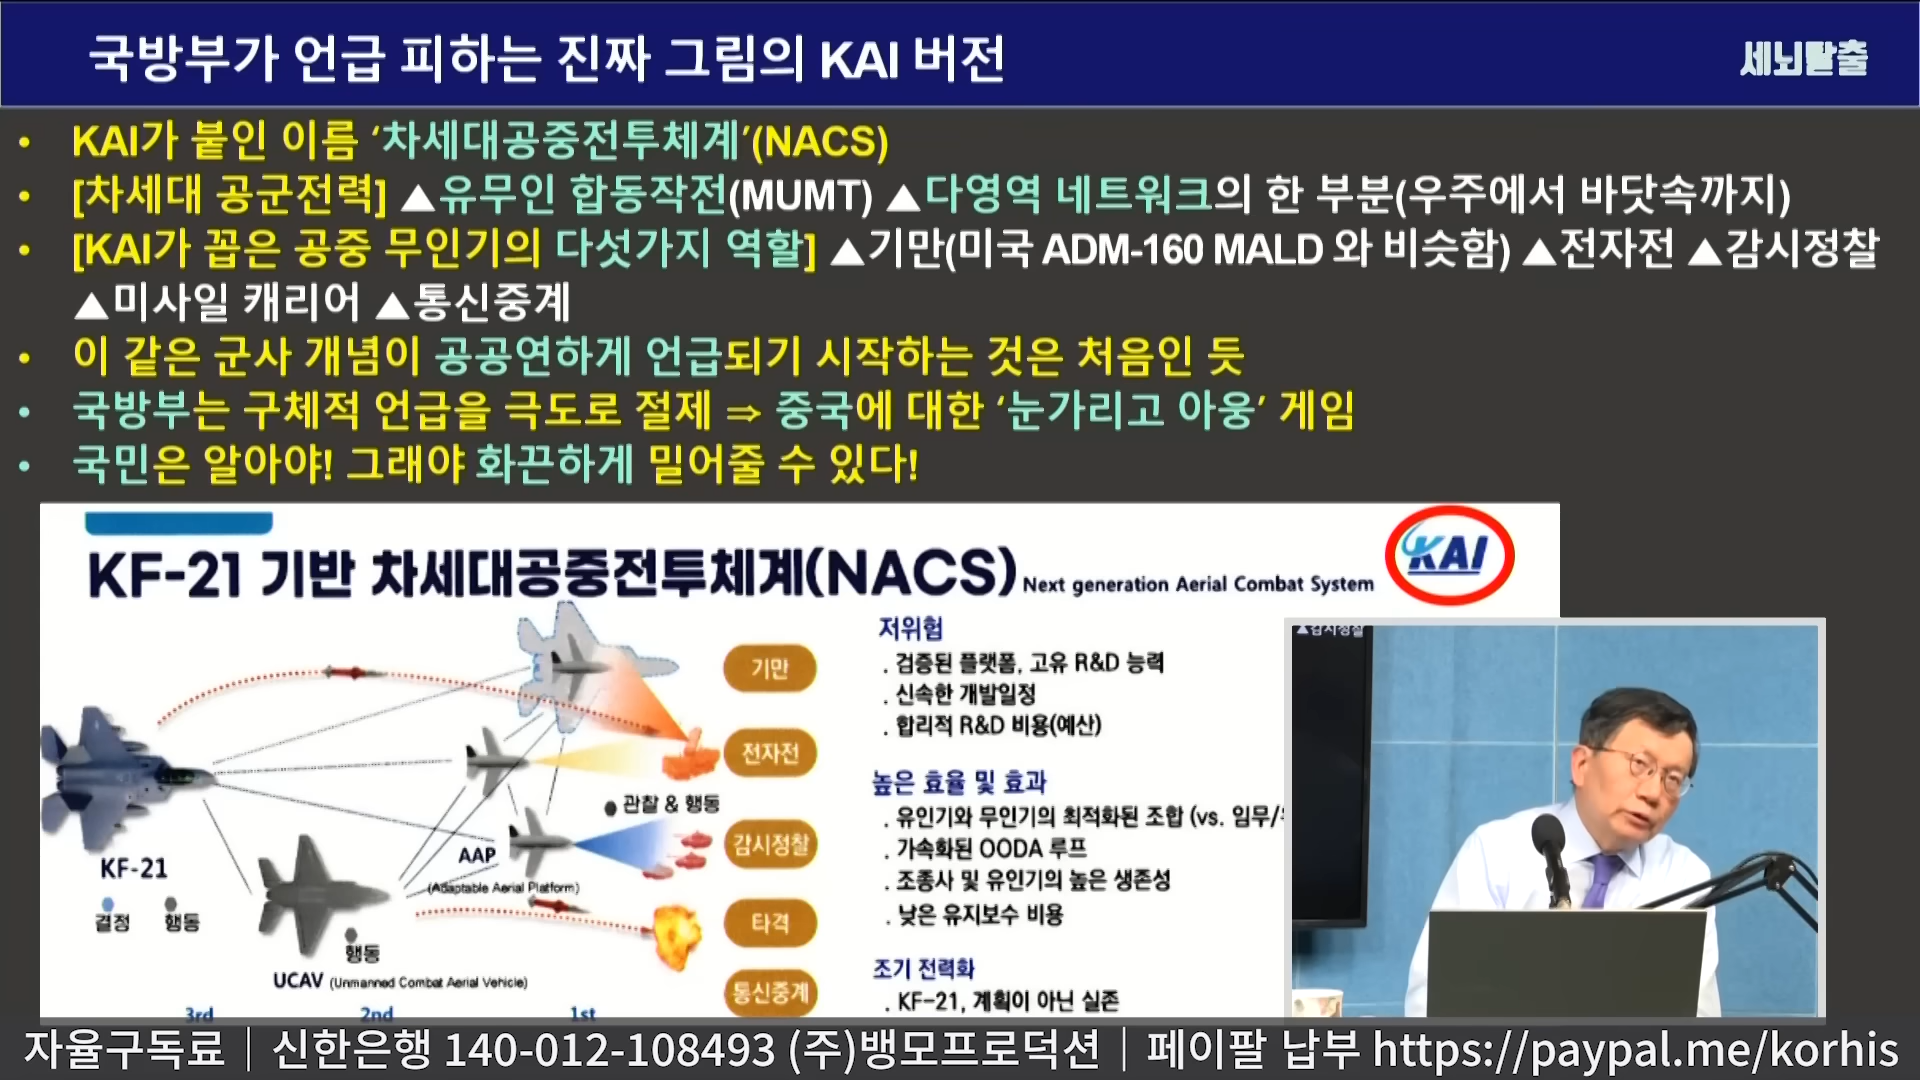 국방부가 언급 피하는 진짜 그림의 KAI 버전
세뇌탈출
• KAI가 붙인 이름 ‘차세대공중전투체계’(NACS)
• [차세대 공군전력] ▲유무인 합동작전(MUMT) ▲다영역 네트워크의 한 부분(우주에서 바닷속까지)
• [KAI가 꼽은 공중 무인기의 다섯가지 역할] ▲기만(미국 ADM-160 MALD 와 비슷함) ▲전자전 ▲감시정찰
▲미사일 캐리어 ▲통신중계
• 이 같은 군사 개념이 공공연하게 언급되기 시작하는 것은 처음인 듯
• 국방부는 구체적 언급을 극도로 절제 ⇒ 중국에 대한 ‘눈가리고 아웅’ 게임
• 국민은 알아야! 그래야 화끈하게 밀어줄 수 있다!
KF-21 기반 차세대공중전투체계(NACS) Next generation Aerial Combat System
KAI
기만
전자전
관찰 & 행동
감시정찰
AAP
(Adaptable Aerial Platform)
KF-21
결정
행동
타격
행동
UCAV (Unmanned Combat Aerial Vehicle)
통신중계
3rd
2nd
1st
저위험
. 검증된 플랫폼, 고유 R&D 능력
. 신속한 개발일정
. 합리적 R&D 비용(예산)
높은 효율 및 효과
. 유인기와 무인기의 최적화된 조합 (vs. 임무/
. 가속화된 OODA 루프
. 조종사 및 유인기의 높은 생존성
. 낮은 유지보수 비용
조기 전력화
. KF-21, 계획이 아닌 실존
▲감시정찰
자율구독료｜신한은행 140-012-108493 (주)뱅모프로덕션｜페이팔 납부 https://paypal.me/korhis